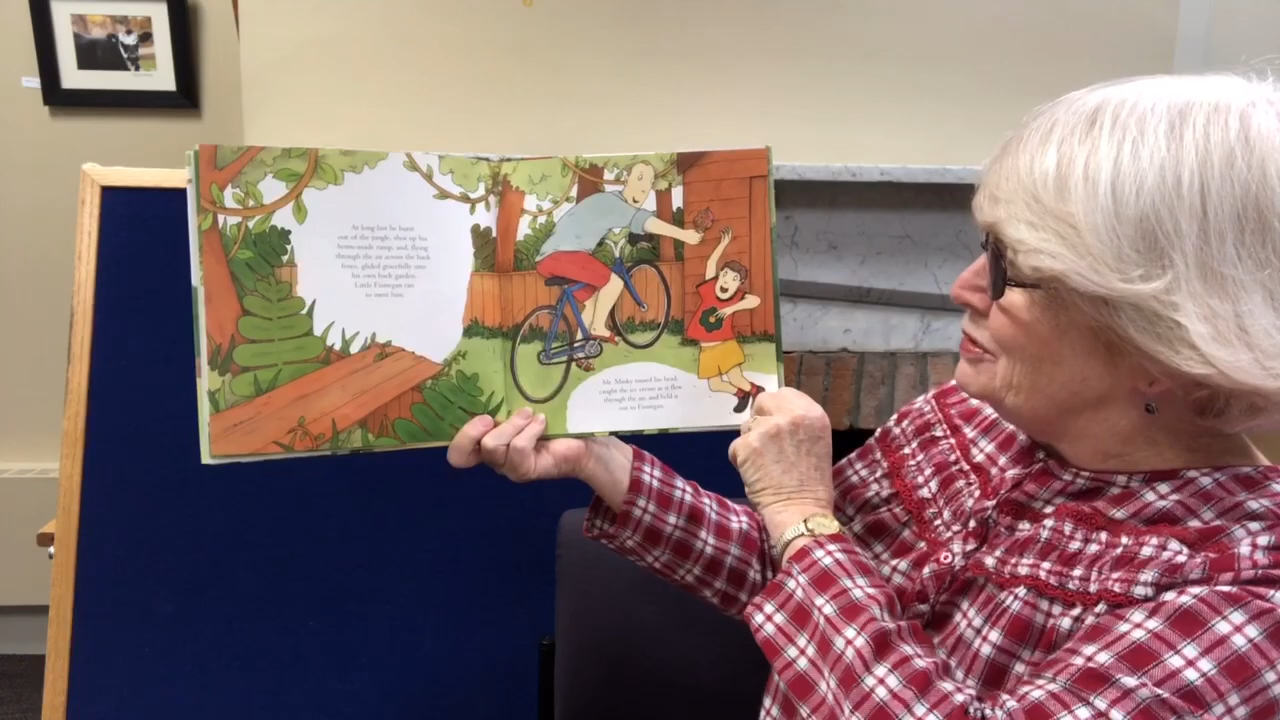 At long last he burst
out of the jungle, shot up his
home-made ramp, and, flying
through the air across the back
fence, glided gracefully into
his own back garden.
Little Finnegan ran
to meet him.
Mr. Minky tossed his head,
caught the ice cream as it flew
through the air, and held it
out to Finnegan.